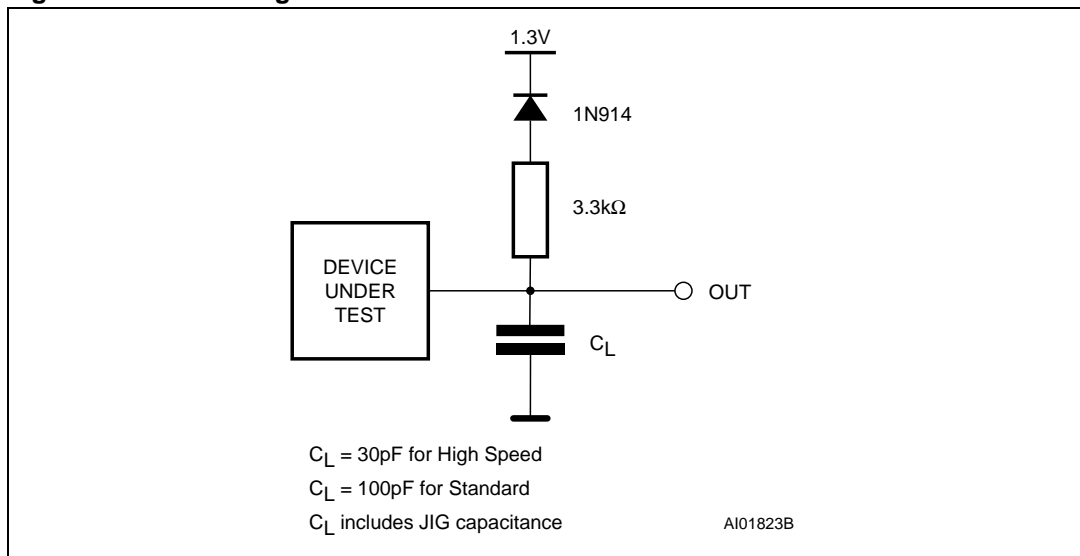 1.3V
1N914
3.3kΩ
DEVICE
UNDER
TEST
OUT
CL
CL = 30pF for High Speed
CL = 100pF for Standard
CL includes JIG capacitance
AI01823B